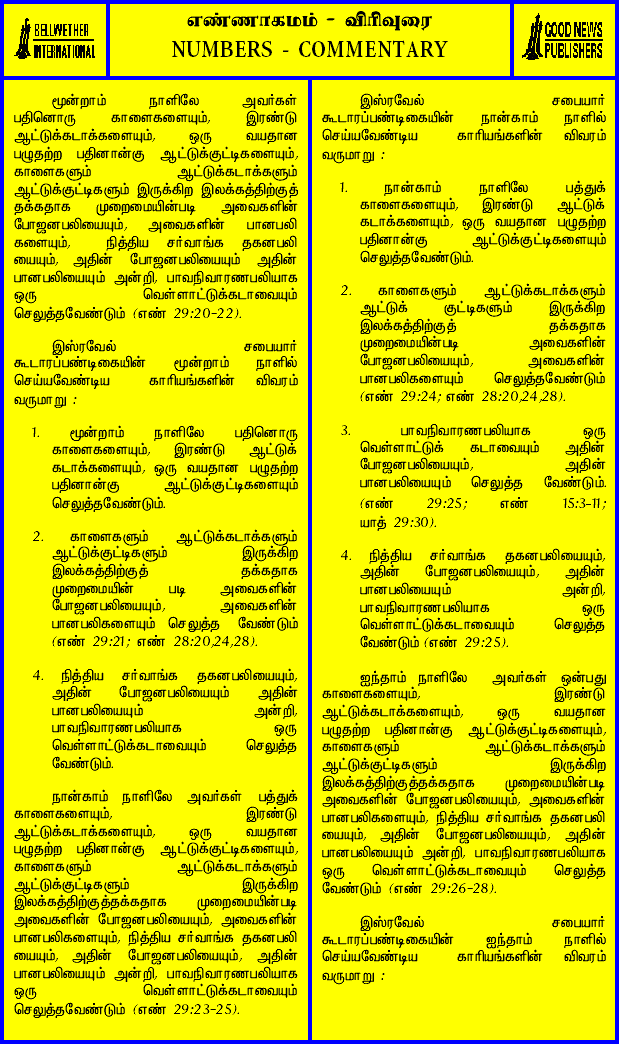 BELLWETHER
INTERNATIONAL
எண்ணாகமம் - விரிவுரை
NUMBERS - COMMENTARY
GOOD NEWS
PUBLISHERS
மூன்றாம் நாளிலே அவர்கள்
பதினொரு காளைகளையும், இரண்டு
ஆட்டுக்கடாக்களையும், ஒரு வயதான
பழுதற்ற பதினான்கு ஆட்டுக்குட்டிகளையும்,
காளைகளும் ஆட்டுக்கடாக்களும்
ஆட்டுக்குட்டிகளும் இருக்கிற இலக்கத்திற்குத்
தக்கதாக முறைமையின்படி அவைகளின்
போஜனபலியையும், அவைகளின் பானபலி
களையும், நித்திய சர்வாங்க தகனபலி
யையும், அதின் போஜனபலியையும் அதின்
பானபலியையும் அன்றி, பாவநிவாரணபலியாக
ஒரு வெள்ளாட்டுக்கடாவையும்
செலுத்தவேண்டும் (எண் 29:20-22).
இஸ்ரவேல் சபையார்
கூடாரப்பண்டிகையின் மூன்றாம் நாளில்
செய்யவேண்டிய காரியங்களின் விவரம்
வருமாறு :
1. மூன்றாம் நாளிலே பதினொரு
காளைகளையும், இரண்டு ஆட்டுக்
கடாக்களையும், ஒரு வயதான பழுதற்ற
பதினான்கு ஆட்டுக்குட்டிகளையும்
செலுத்தவேண்டும்.
2. காளைகளும் ஆட்டுக்கடாக்களும்
ஆட்டுக்குட்டிகளும் இருக்கிற
இலக்கத்திற்குத் தக்கதாக
முறைமையின் படி அவைகளின்
போஜனபலியையும், அவைகளின்
பானபலிகளையும் செலுத்த வேண்டும்
(எண் 29:21; எண் 28:20,24,28).
4. நித்திய சர்வாங்க தகனபலியையும்,
அதின் போஜனபலியையும் அதின்
பானபலியையும் அன்றி,
பாவநிவாரணபலியாக ஒரு
வெள்ளாட்டுக்கடாவையும் செலுத்த
வேண்டும்.
நான்காம் நாளிலே அவர்கள் பத்துக்
காளைகளையும், இரண்டு
ஆட்டுக்கடாக்களையும், ஒரு வயதான
பழுதற்ற பதினான்கு ஆட்டுக்குட்டிகளையும்,
காளைகளும் ஆட்டுக்கடாக்களும்
ஆட்டுக்குட்டிகளும் இருக்கிற
இலக்கத்திற்குத்தக்கதாக முறைமையின்படி
அவைகளின் போஜனபலியையும், அவைகளின்
பானபலிகளையும், நித்திய சர்வாங்க தகனபலி
யையும், அதின் போஜனபலியையும், அதின்
பானபலியையும் அன்றி, பாவநிவாரணபலியாக
ஒரு வெள்ளாட்டுக்கடாவையும்
செலுத்தவேண்டும் (எண் 29:23-25).
இஸ்ரவேல் சபையார்
கூடாரப்பண்டிகையின் நான்காம் நாளில்
செய்யவேண்டிய காரியங்களின் விவரம்
வருமாறு :
1. நான்காம் நாளிலே பத்துக்
காளைகளையும், இரண்டு ஆட்டுக்
கடாக்களையும், ஒரு வயதான பழுதற்ற
பதினான்கு ஆட்டுக்குட்டிகளையும்
செலுத்தவேண்டும்.
2. காளைகளும் ஆட்டுக்கடாக்களும்
ஆட்டுக் குட்டிகளும் இருக்கிற
இலக்கத்திற்குத் தக்கதாக
முறைமையின்படி அவைகளின்
போஜனபலியையும், அவைகளின்
பானபலிகளையும் செலுத்தவேண்டும்
(எண் 29:24; எண் 28:20,24,28).
3. பாவநிவாரணபலியாக ஒரு
வெள்ளாட்டுக் கடாவையும் அதின்
போஜனபலியையும், அதின்
பானபலியையும் செலுத்த வேண்டும்.
(எண் 29:25; எண் 15:3-11;
யாத் 29:30).
4. நித்திய சர்வாங்க தகனபலியையும்,
அதின் போஜனபலியையும், அதின்
பானபலியையும் அன்றி,
பாவநிவாரணபலியாக ஒரு
வெள்ளாட்டுக்கடாவையும் செலுத்த
வேண்டும் (எண் 29:25).
ஐந்தாம் நாளிலே அவர்கள் ஒன்பது
காளைகளையும், இரண்டு
ஆட்டுக்கடாக்களையும், ஒரு வயதான
பழுதற்ற பதினான்கு ஆட்டுக்குட்டிகளையும்,
காளைகளும் ஆட்டுக்கடாக்களும்
ஆட்டுக்குட்டிகளும் இருக்கிற
இலக்கத்திற்குத்தக்கதாக முறைமையின்படி
அவைகளின் போஜனபலியையும், அவைகளின்
பானபலிகளையும், நித்திய சர்வாங்க தகனபலி
யையும், அதின் போஜனபலியையும், அதின்
பானபலியையும் அன்றி, பாவநிவாரணபலியாக
ஒரு வெள்ளாட்டுக்கடாவையும் செலுத்த
வேண்டும் (எண் 29:26-28).
இஸ்ரவேல் சபையார்
கூடாரப்பண்டிகையின் ஐந்தாம் நாளில்
செய்யவேண்டிய காரியங்களின் விவரம்
வருமாறு :